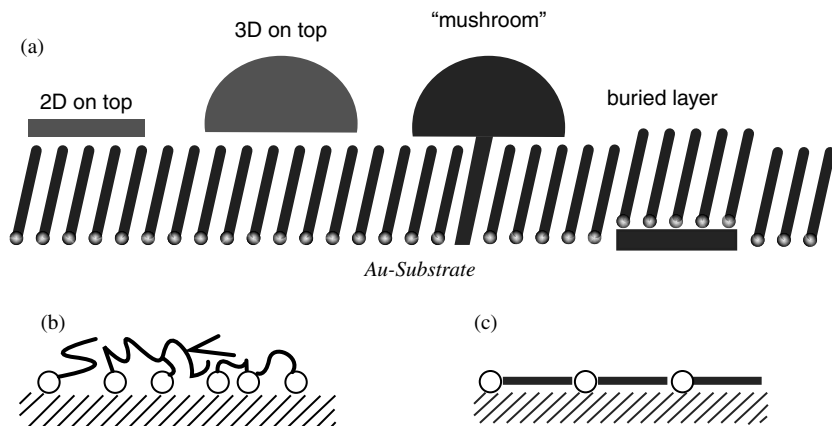 (a)
3D on top
“mushroom”
2D on top
buried layer
Au-Substrate
(b)
(c)